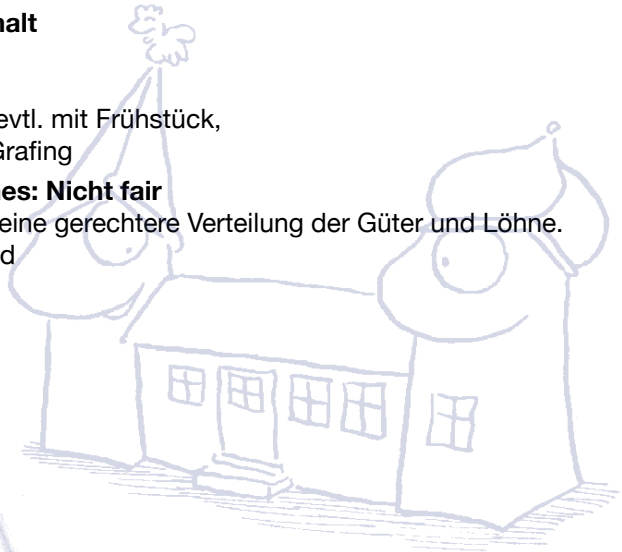 halt
evtl. mit Frühstück,
Grafing
es: Nicht fair
eine gerechtere Verteilung der Güter und Löhne.
d